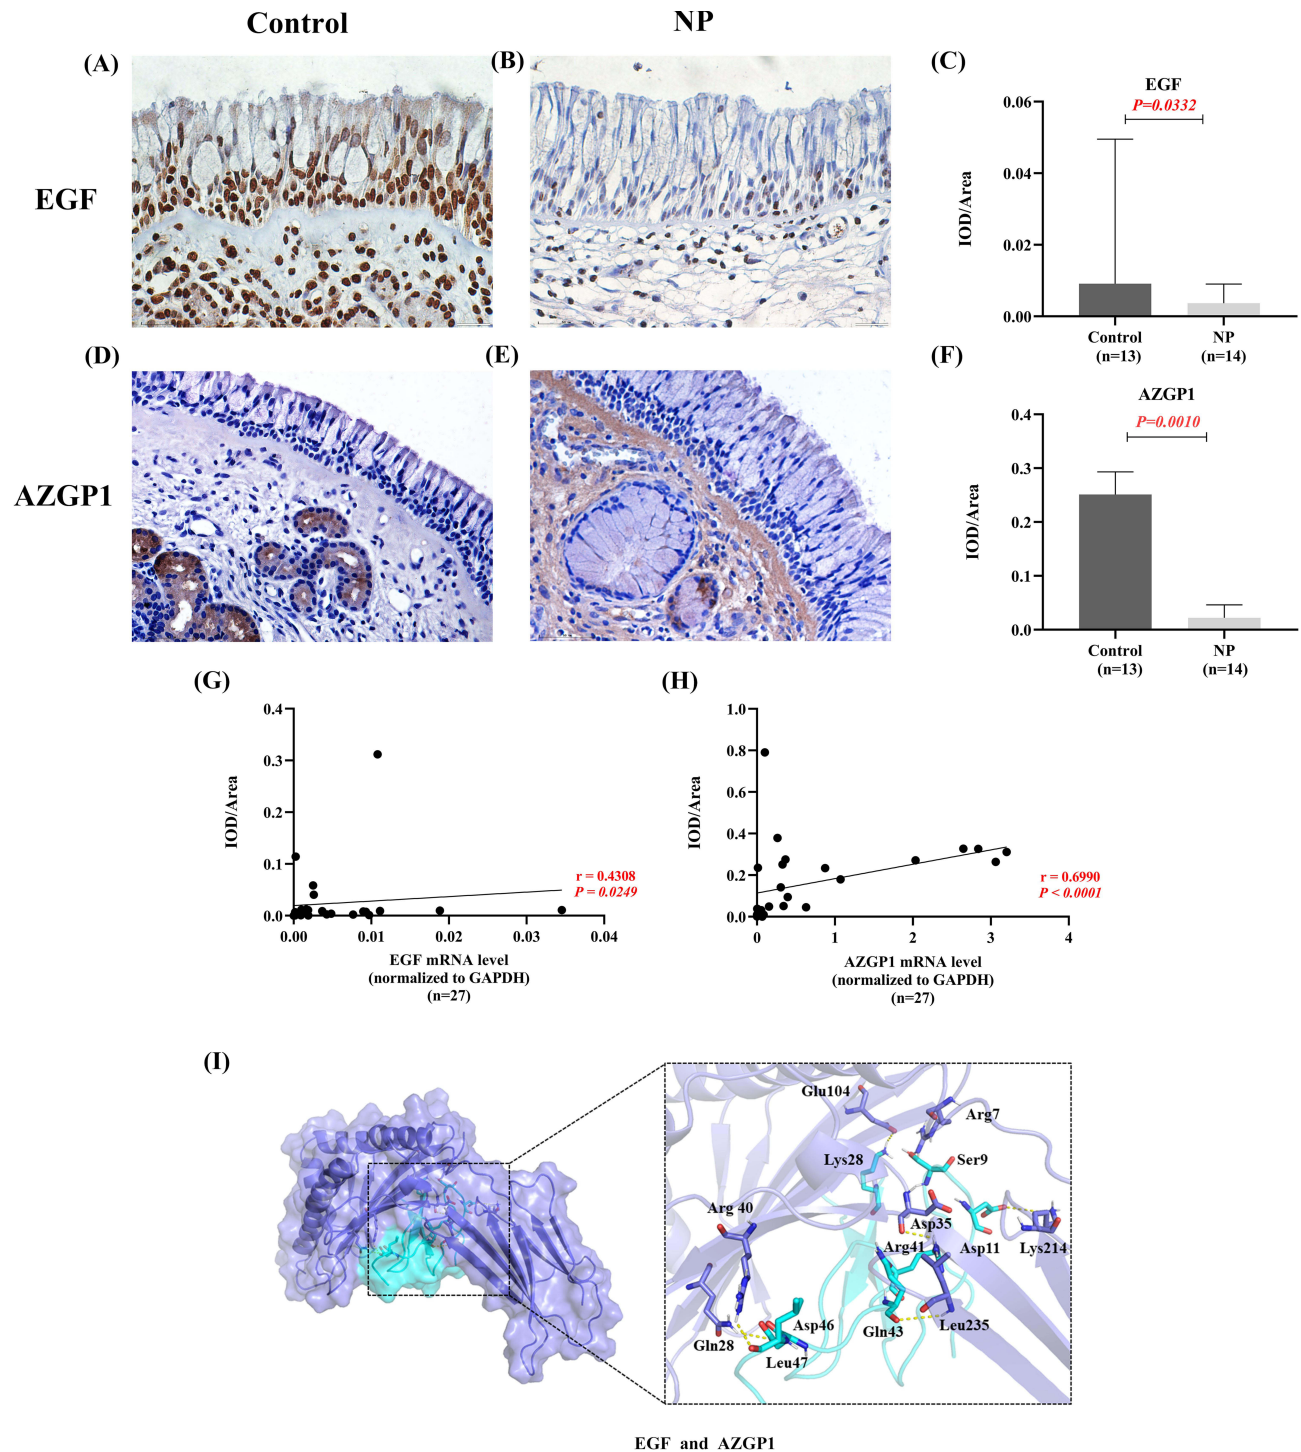 Control
NP
(A)
(B)
(C)
EGF
EGF
P=0.0332
0.06
0.04
0.02
0.00
IOD/Area
Control
(n=13)
NP
(n=14)
(D)
(E)
(F)
AZGP1
AZGP1
P=0.0010
0.4
0.3
0.2
0.1
0.0
IOD/Area
Control
(n=13)
NP
(n=14)
(G)
0.4
0.3
0.2
0.1
0.0
IOD/Area
r = 0.4308
P = 0.0249
0.00
0.01
0.02
0.03
0.04
EGF mRNA level
(normalized to GAPDH)
(n=27)
(H)
1.0
0.8
0.6
0.4
0.2
0.0
IOD/Area
r = 0.6990
P < 0.0001
0
1
2
3
4
AZGP1 mRNA level
(normalized to GAPDH)
(n=27)
(I)
Glu104
Arg7
Lys28
Ser9
Arg 40
Asp35
Arg41
Asp11
Lys214
Gln28
Asp46
Leu47
Gln43
Leu235
EGF and AZGP1